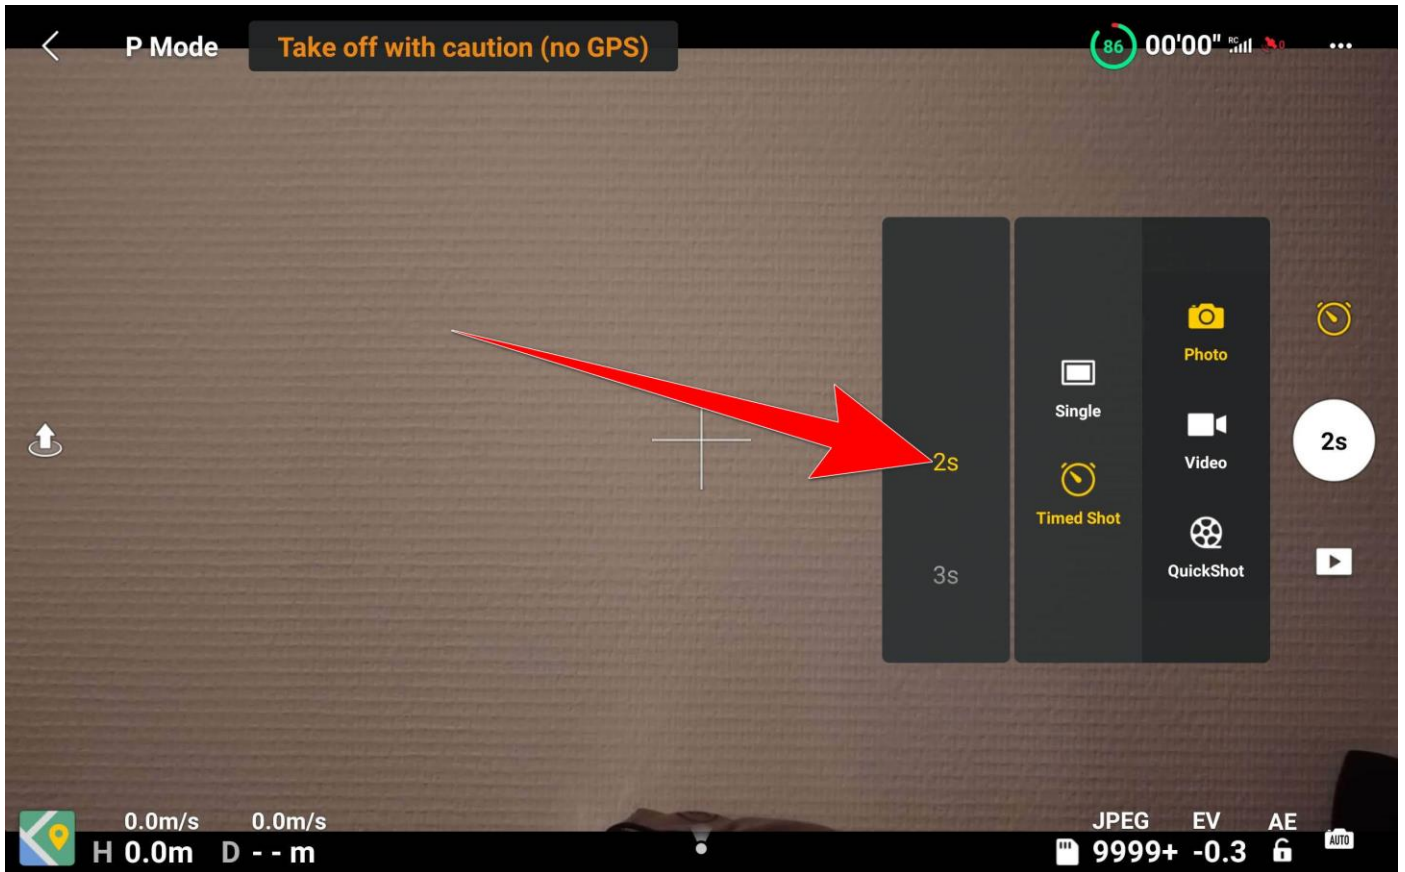 P Mode
Take off with caution (no GPS)
86
00'00"
RC
0
Photo
Single
Video
2s
2s
Timed Shot
QuickShot
3s
0.0m/s
0.0m/s
H 0.0m
D - - m
JPEG
9999+
EV
-0.3
AE
AUTO